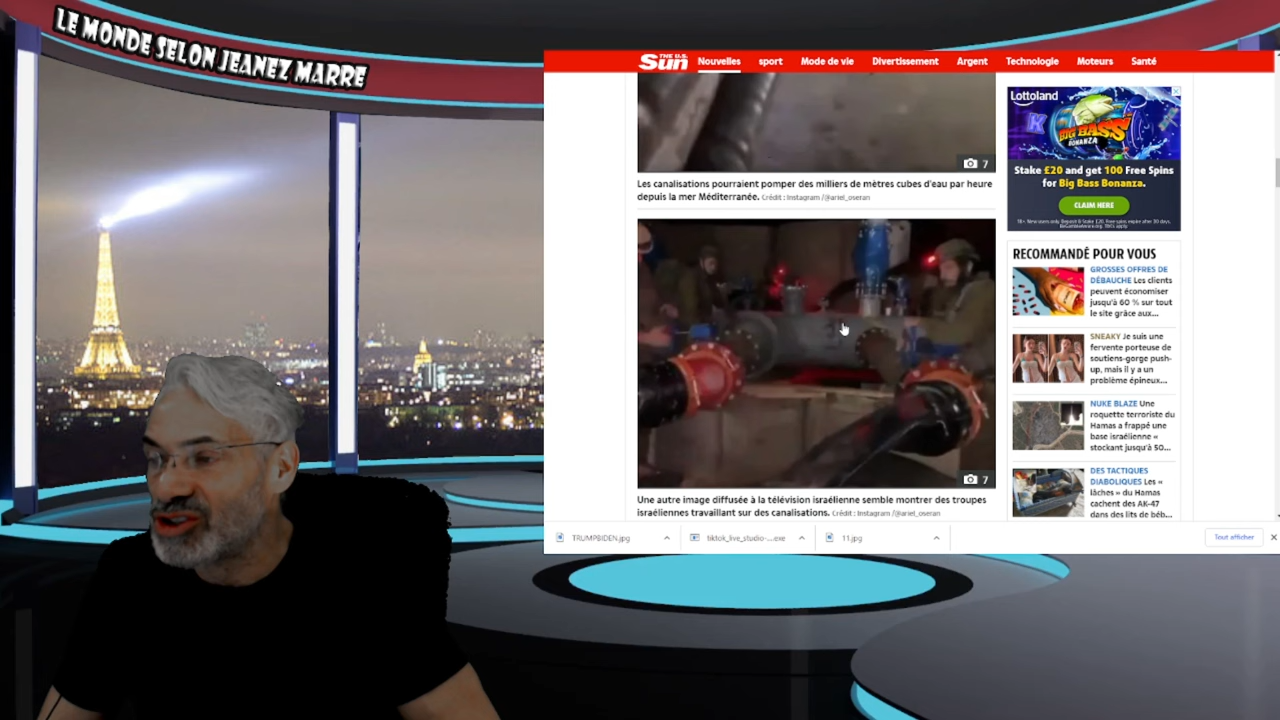 LE MONDE SELON JEANEZ MARRE
THE U.S. Sun
Nouvelles sport Mode de vie Divertissement Argent Technologie Moteurs Santé
7
Les canalisations pourraient pomper des milliers de mètres cubes d'eau par heure
depuis la mer Méditerranée. Crédit : Instagram /@ariel_oseran
7
Une autre image diffusée à la télévision israélienne semble montrer des troupes
israéliennes travaillant sur des canalisations. Crédit : Instagram /@ariel_oseran
Lottoland
BIG BASS
BONANZA
Stake £20 and get 100 Free Spins
for Big Bass Bonanza.
CLAIM HERE
RECOMMANDÉ POUR VOUS
GROSSES OFFRES DE
DÉBAUCHE Les clients
peuvent économiser
jusqu'à 60 % sur tout
le site grâce aux...
SNEAKY Je suis une
fervente porteuse de
soutiens-gorge push-
up, mais il y a un
problème épineux...
NUKE BLAZE Une
roquette terroriste du
Hamas a frappé une
base israélienne «
stockant jusqu'à 50...
DES TACTIQUES
DIABOLIQUES Les «
lâches » du Hamas
cachent des AK-47
dans des lits de béb...
TRUMPBIDEN.jpg
tiktok_live_studio-....exe
11.jpg
Tout afficher